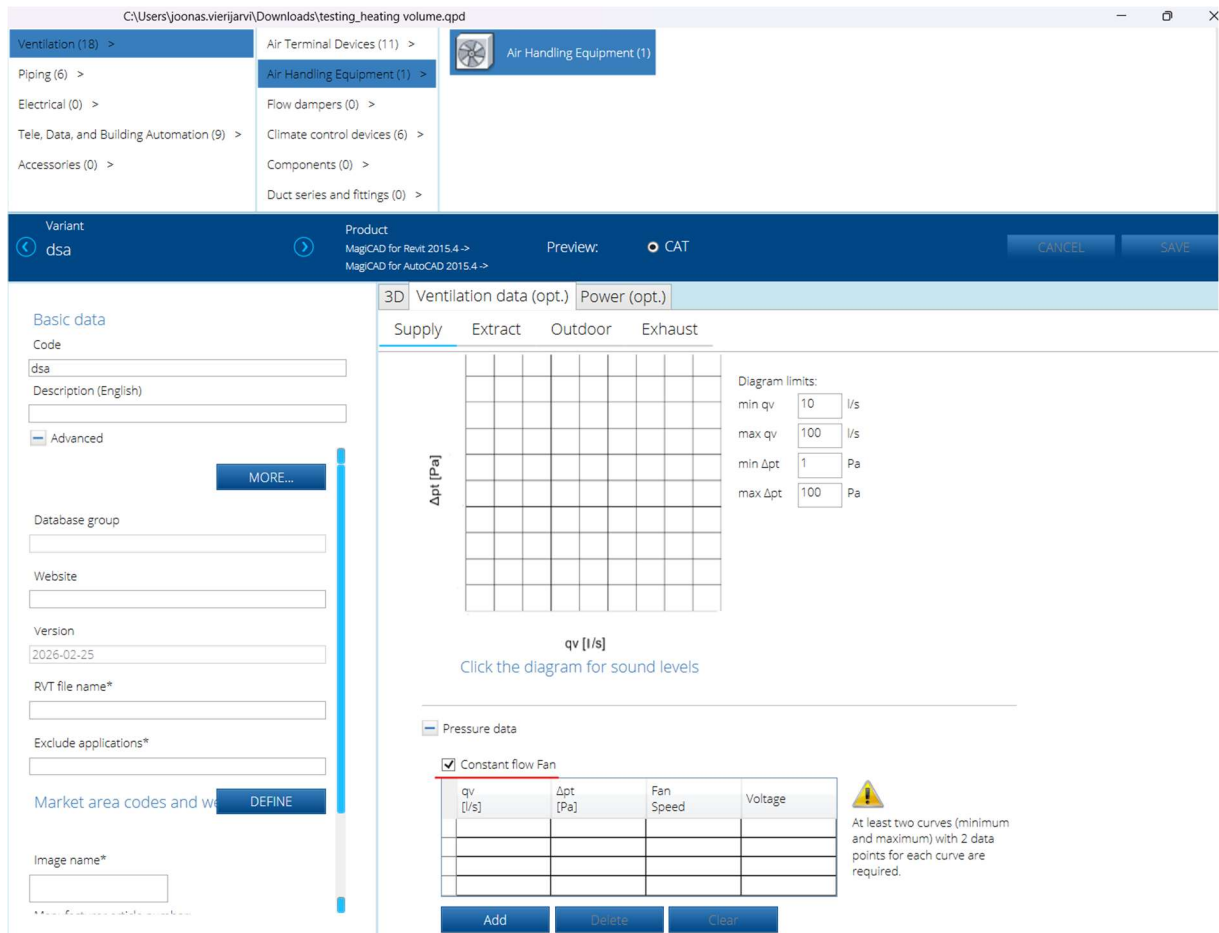 C:\Users\joonas.vierijarvi\Downloads\testing_heating volume.qpd
Ventilation (18) >
Piping (6) >
Electrical (0) >
Tele, Data, and Building Automation (9) >
Accessories (0) >
Air Terminal Devices (11) >
Air Handling Equipment (1) >
Flow dampers (0) >
Climate control devices (6) >
Components (0) >
Duct series and fittings (0) >
Air Handling Equipment (1)
Variant
dsa
Product
MagiCAD for Revit 2015.4 ->
MagiCAD for AutoCAD 2015.4 ->
Preview:
CAT
CANCEL
SAVE
Basic data
Code
dsa
Description (English)
Advanced
MORE...
Database group
Website
Version
2026-02-25
RVT file name*
Exclude applications*
Market area codes and we
DEFINE
Image name*
3D
Ventilation data (opt.)
Power (opt.)
Supply
Extract
Outdoor
Exhaust
Δpt [Pa]
qv [l/s]
Click the diagram for sound levels
Diagram limits:
min qv 10 l/s
max qv 100 l/s
min Δpt 1 Pa
max Δpt 100 Pa
Pressure data
Constant flow Fan
qv [l/s]
Δpt [Pa]
Fan Speed
Voltage
At least two curves (minimum
and maximum) with 2 data
points for each curve are
required.
Add
Delete
Clear